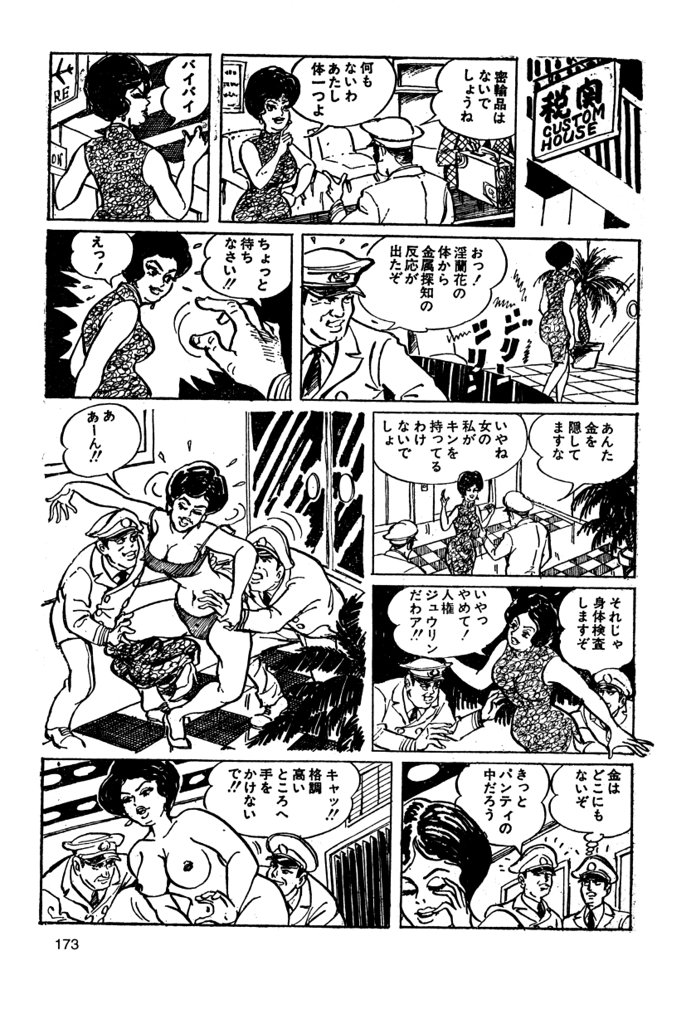 税関
CUSTOM
HOUSE
密輸品は
ないで
しょうね
何も
ないわ
あたし
体一つよ
バイバイ
RE
ON
おっ!
淫蘭花の
体から
金属探知の
反応が
出たぞ
ジリー
ジリー
ちょっと
待ち
なさい!!
えっ!
あんた
金を
隠して
ますな
いやね
女の
私が
キンを
持ってる
わけ
ないで
しょ
それじゃ
身体検査
しますぞ
いやっ
やめて!
人権
ジュウリン
だわア!!
あ
あーん!!
金は
どこにも
ないぞ
きっと
パンティの
中だろう
キャッ!!
格調
高い
ところへ
手を
かけない
で!!
173